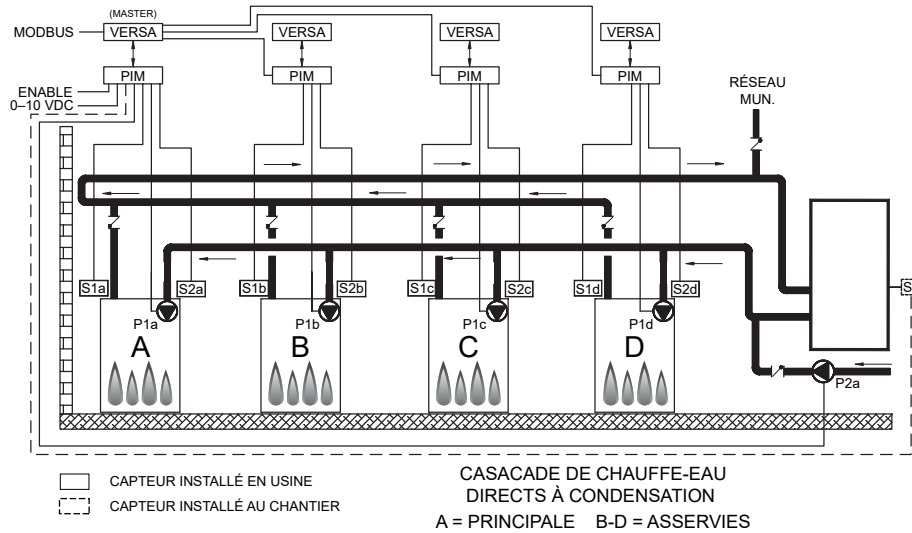 (MASTER)
MODBUS
VERSA
VERSA
VERSA
VERSA
PIM
PIM
PIM
PIM
ENABLE
0–10 VDC
RÉSEAU
MUN.
S1a
S2a
S1b
S2b
S1c
S2c
S1d
S2d
S
P1a
P1b
P1c
P1d
A
B
C
D
P2a
CAPTEUR INSTALLÉ EN USINE
CAPTEUR INSTALLÉ AU CHANTIER
CASACADE DE CHAUFFE-EAU
DIRECTS À CONDENSATION
A = PRINCIPALE B-D = ASSERVIES